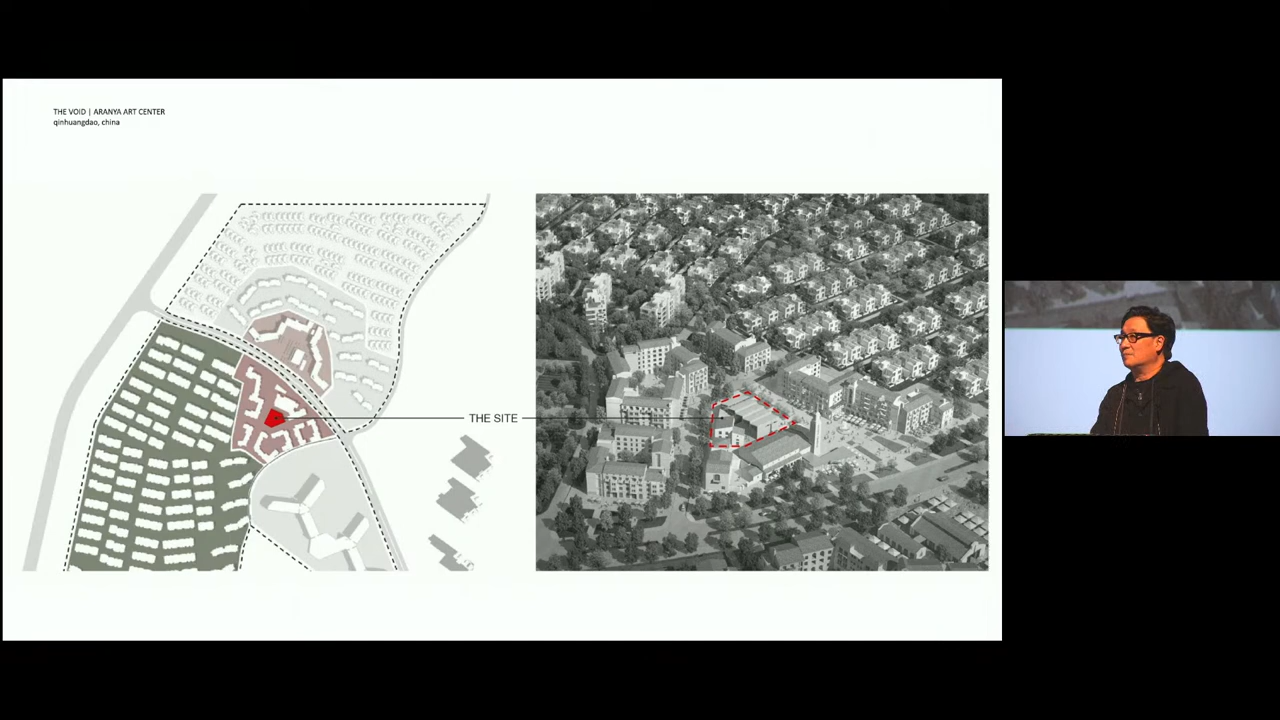 THE VOID | ARANYA ART CENTER
qinhuangdao, china
THE SITE